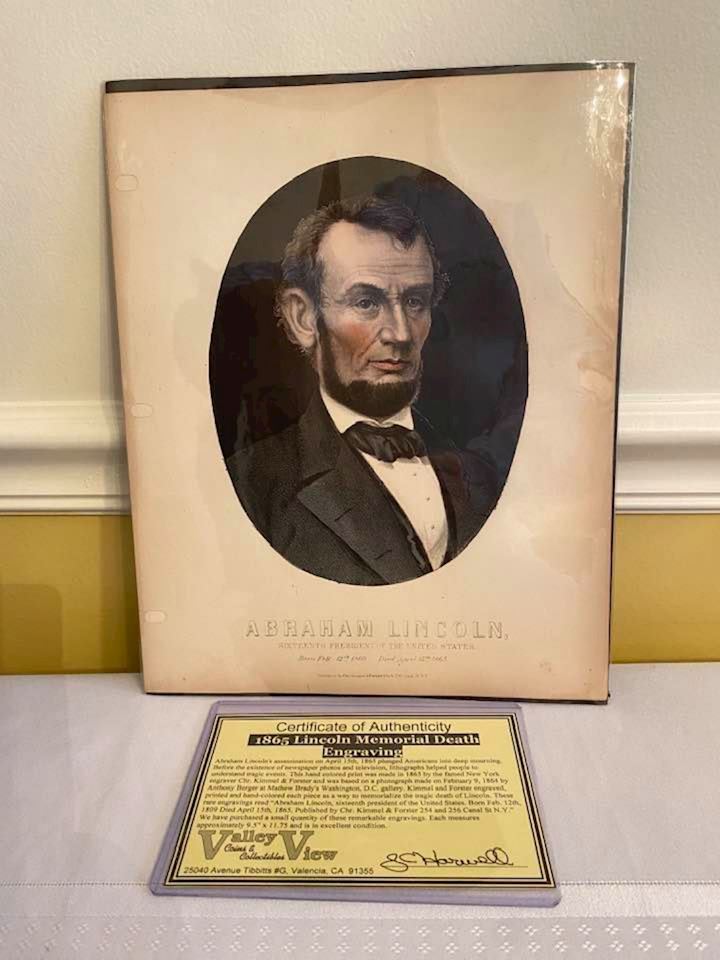 ABRAHAM LINCOLN,
SIXTEENTH PRESIDENT OF THE UNITED STATES.
Born Feb. 12th 1809. Died April 15th 1865.
Certificate of Authenticity
1865 Lincoln Memorial Death
Engraving
Abraham Lincoln's assassination on April 15th, 1865 plunged Americans into deep mourning.
Before the existence of newspaper photos and television, lithographs helped people to
understand tragic events. This hand colored print was made in 1865 by the famed New York
engraver Chr. Kimmel & Forster and was based on a photograph made on February 9, 1864 by
Anthony Berger at Mathew Brady's Washington, D.C. gallery. Kimmel and Forster engraved,
printed and hand-colored each piece as a way to memorialize the tragic death of Lincoln. These
rare engravings read "Abraham Lincoln, sixteenth president of the United States. Born Feb. 12th,
1809 Died April 15th, 1865. Published by Chr. Kimmel & Forster 254 and 256 Canal St N.Y."
We have purchased a small quantity of these remarkable engravings. Each measures
approximately 9.5" x 11.75 and is in excellent condition.
Valley View
Coins &
Collectibles
25040 Avenue Tibbitts #G, Valencia, CA 91355